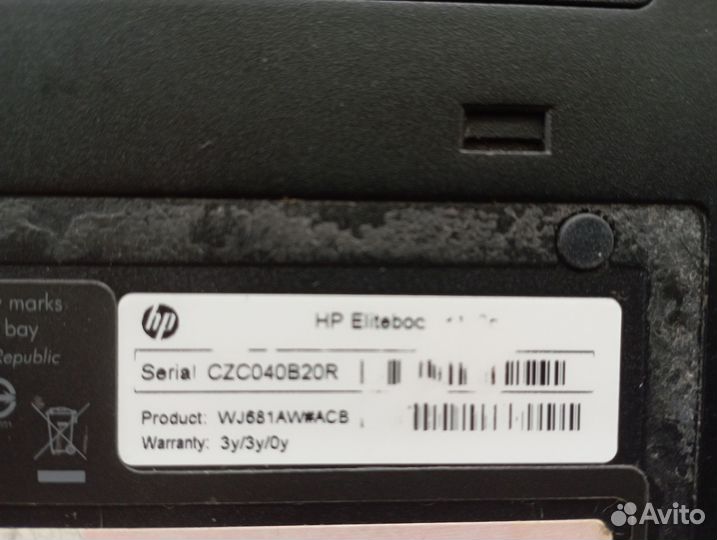 marks
bay
Republic
hp
HP Eliteboc
Serial CZC040B20R
Product: WJ681AW#ACB
Warranty: 3y/3y/0y
Avito